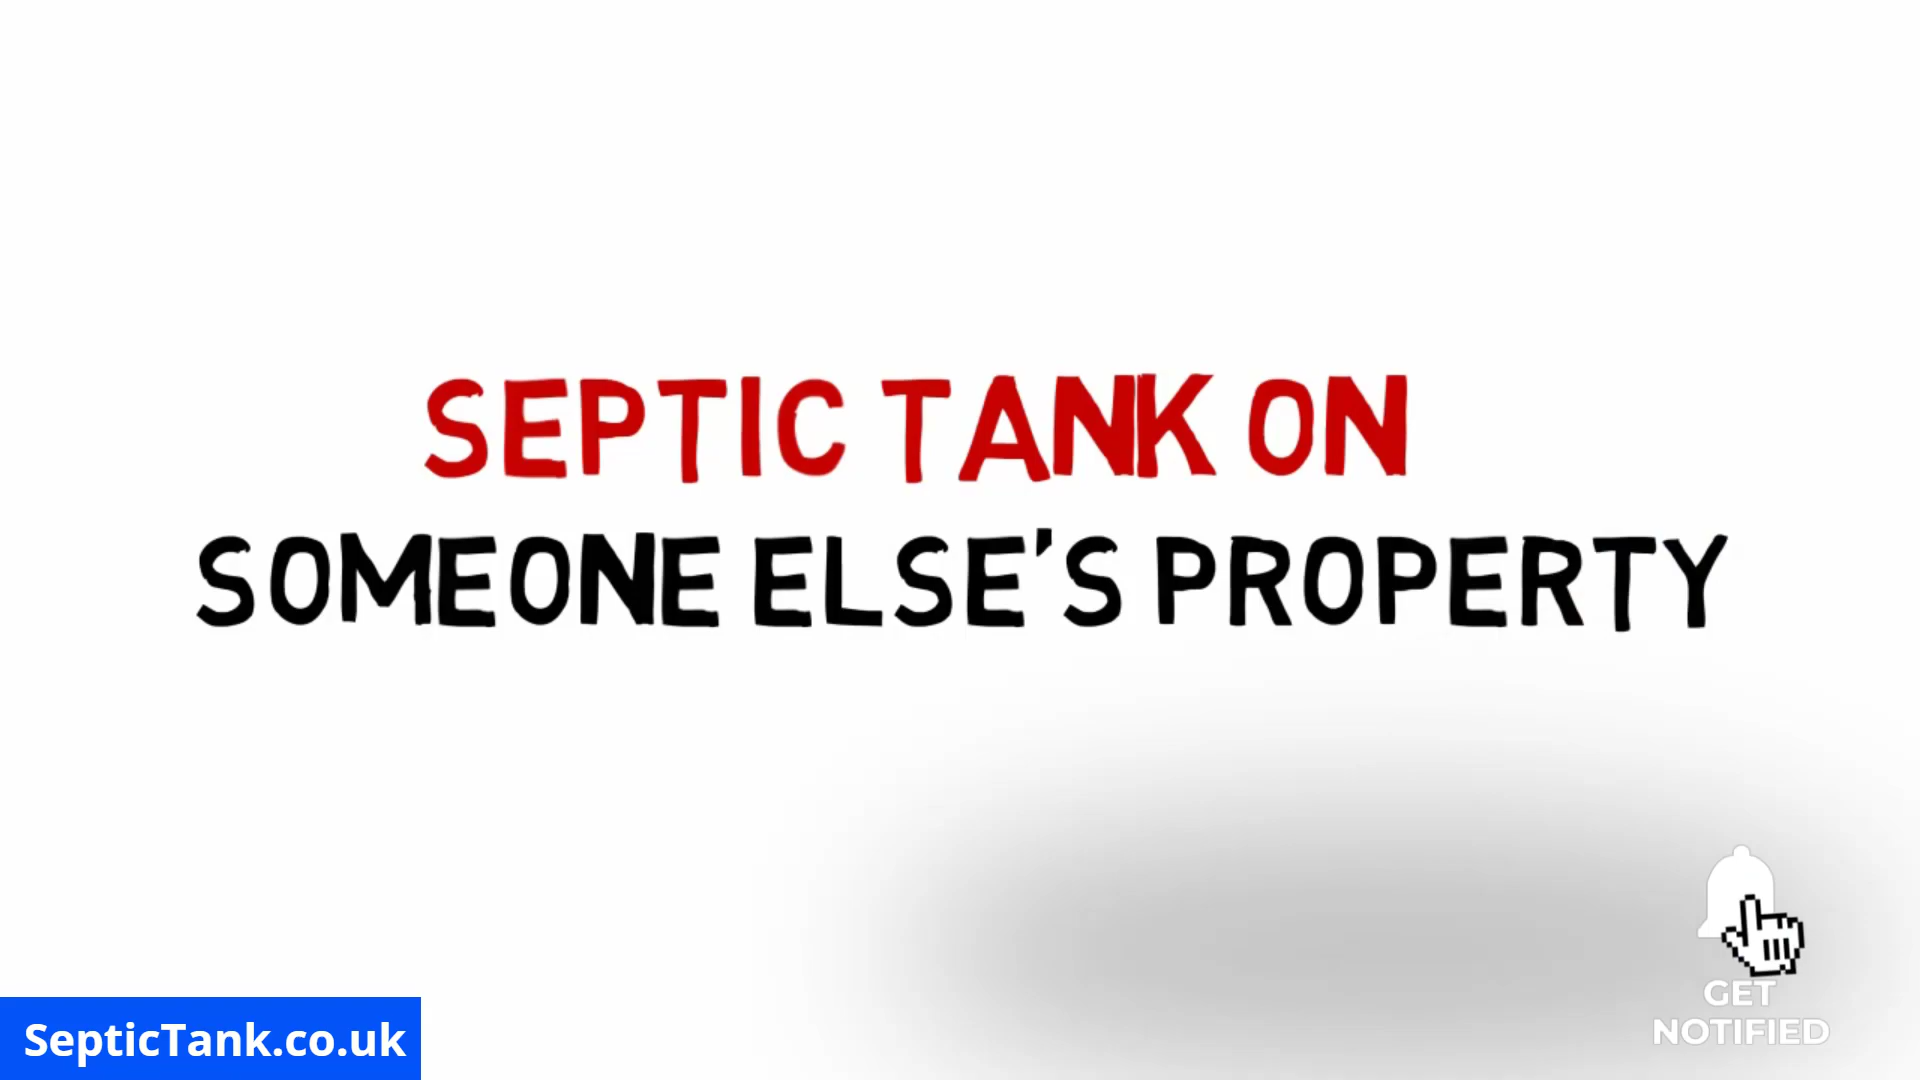 SEPTIC TANK ON
SOMEONE ELSE'S PROPERTY
GET
NOTIFIED
SepticTank.co.uk